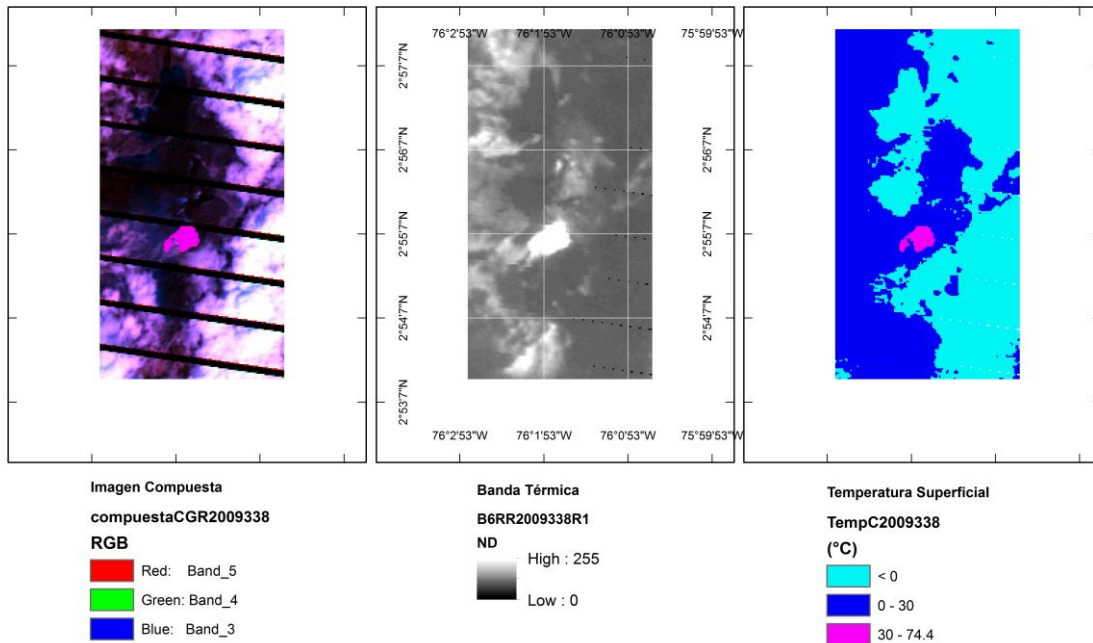 76°2'53"W 76°1'53"W 76°0'53"W 75°59'53"W
2°57'7"N 2°57'7"N
2°56'7"N 2°56'7"N
2°55'7"N 2°55'7"N
2°54'7"N 2°54'7"N
2°53'7"N
76°2'53"W 76°1'53"W 76°0'53"W 75°59'53"W
Imagen Compuesta
compuestaCGR2009338
RGB
Red: Band_5
Green: Band_4
Blue: Band_3
Banda Térmica
B6RR2009338R1
ND
High : 255
Low : 0
Temperatura Superficial
TempC2009338
(°C)
< 0
0 - 30
30 - 74.4